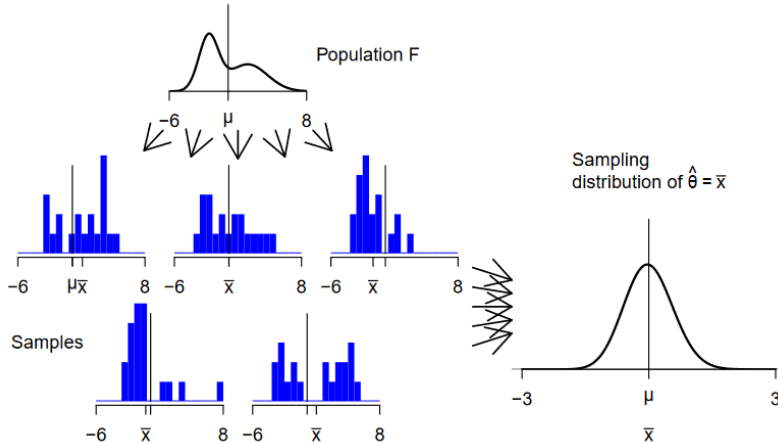 Population F
-6 μ 8
Sampling
distribution of θ̂ = x̄
−6 μ x̄ 8
−6 x̄ 8
−6 x̄ 8
Samples
−6 x̄ 8
−6 x̄ 8
−3 μ 3
x̄